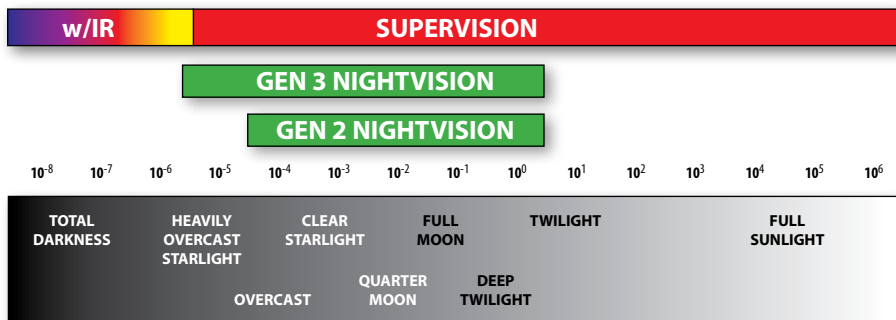 w/IR SUPERVISION
GEN 3 NIGHTVISION
GEN 2 NIGHTVISION
10⁻⁸ 10⁻⁷ 10⁻⁶ 10⁻⁵ 10⁻⁴ 10⁻³ 10⁻² 10⁻¹ 10⁰ 10¹ 10² 10³ 10⁴ 10⁵ 10⁶
TOTAL
DARKNESS
HEAVILY
OVERCAST
STARLIGHT
CLEAR
STARLIGHT
FULL
MOON
TWILIGHT
FULL
SUNLIGHT
OVERCAST
QUARTER
MOON
DEEP
TWILIGHT